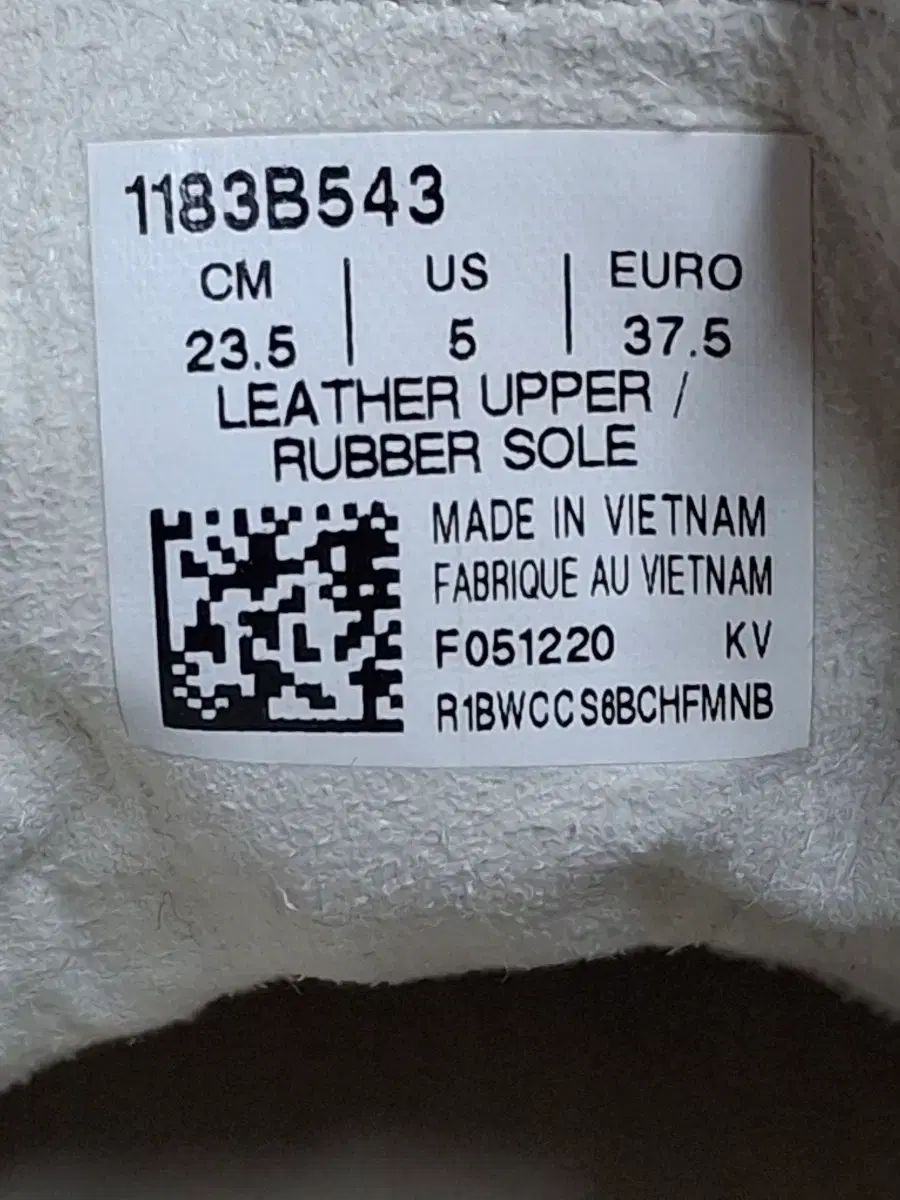 1183B543
CM | US | EURO
23.5 | 5 | 37.5
LEATHER UPPER /
RUBBER SOLE
MADE IN VIETNAM
FABRIQUE AU VIETNAM
F051220 KV
R1BWCCS6BCHFMNB